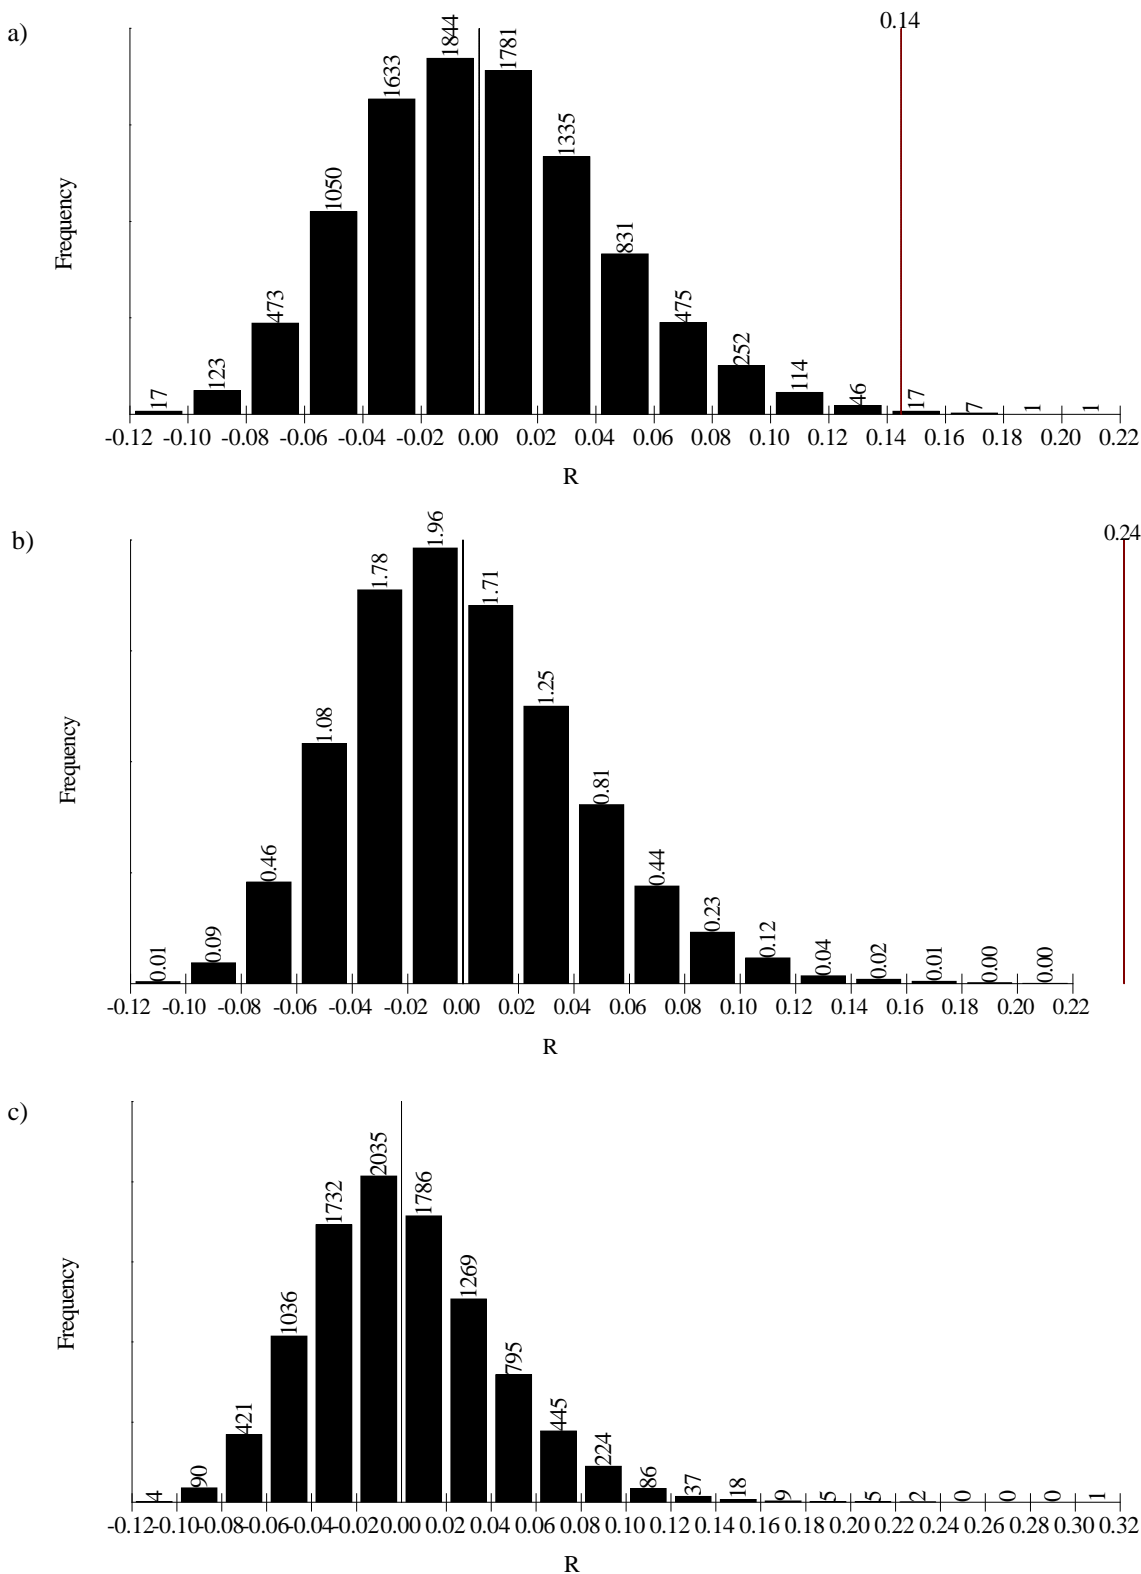 a)
0.14
17 123 473 1050 1633 1844 1781 1335 831 475 252 114 46 17 7 1 1
Frequency
-0.12 -0.10 -0.08 -0.06 -0.04 -0.02 0.00 0.02 0.04 0.06 0.08 0.10 0.12 0.14 0.16 0.18 0.20 0.22
R
b)
0.24
0.01 0.09 0.46 1.08 1.78 1.96 1.71 1.25 0.81 0.44 0.23 0.12 0.04 0.02 0.01 0.00 0.00
Frequency
-0.12 -0.10 -0.08 -0.06 -0.04 -0.02 0.00 0.02 0.04 0.06 0.08 0.10 0.12 0.14 0.16 0.18 0.20 0.22
R
c)
4 90 421 1036 1732 2035 1786 1269 795 445 224 86 37 18 9 5 5 2 0 0 0 1
Frequency
-0.12 -0.10 -0.08 -0.06 -0.04 -0.02 0.00 0.02 0.04 0.06 0.08 0.10 0.12 0.14 0.16 0.18 0.20 0.22 0.24 0.26 0.28 0.30 0.32
R